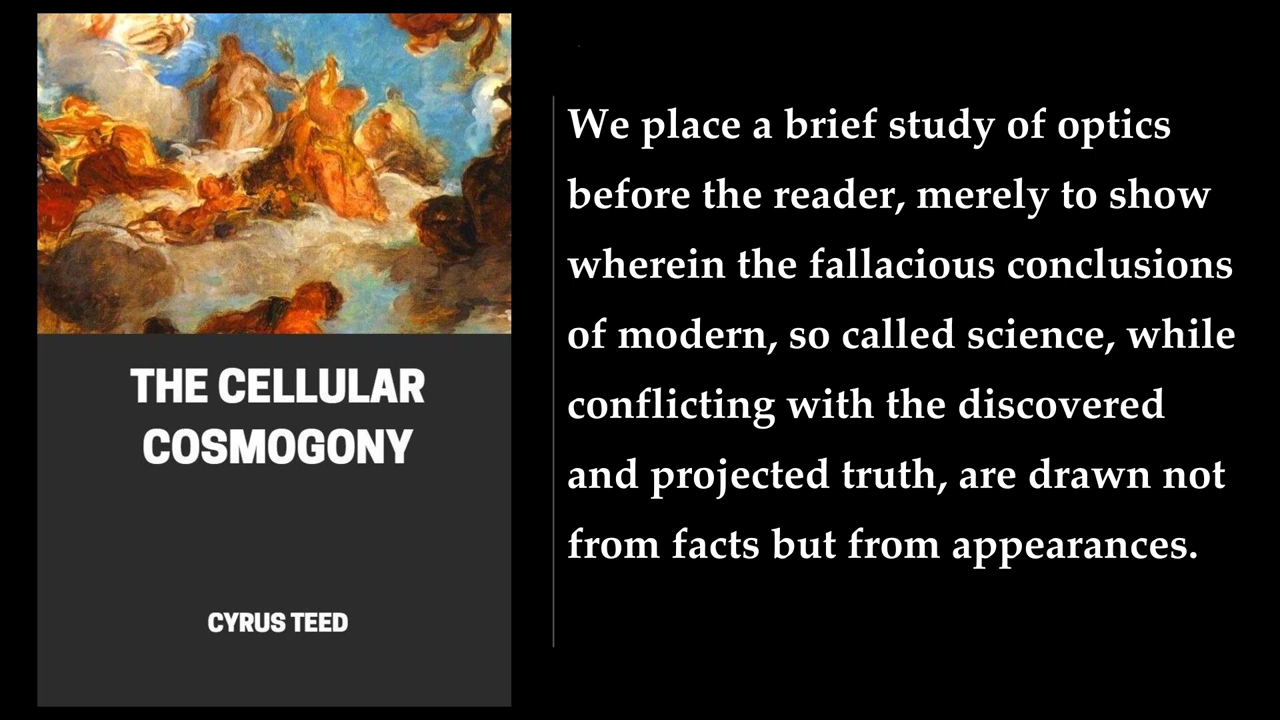 THE CELLULAR
COSMOGONY
CYRUS TEED
We place a brief study of optics
before the reader, merely to show
wherein the fallacious conclusions
of modern, so called science, while
conflicting with the discovered
and projected truth, are drawn not
from facts but from appearances.